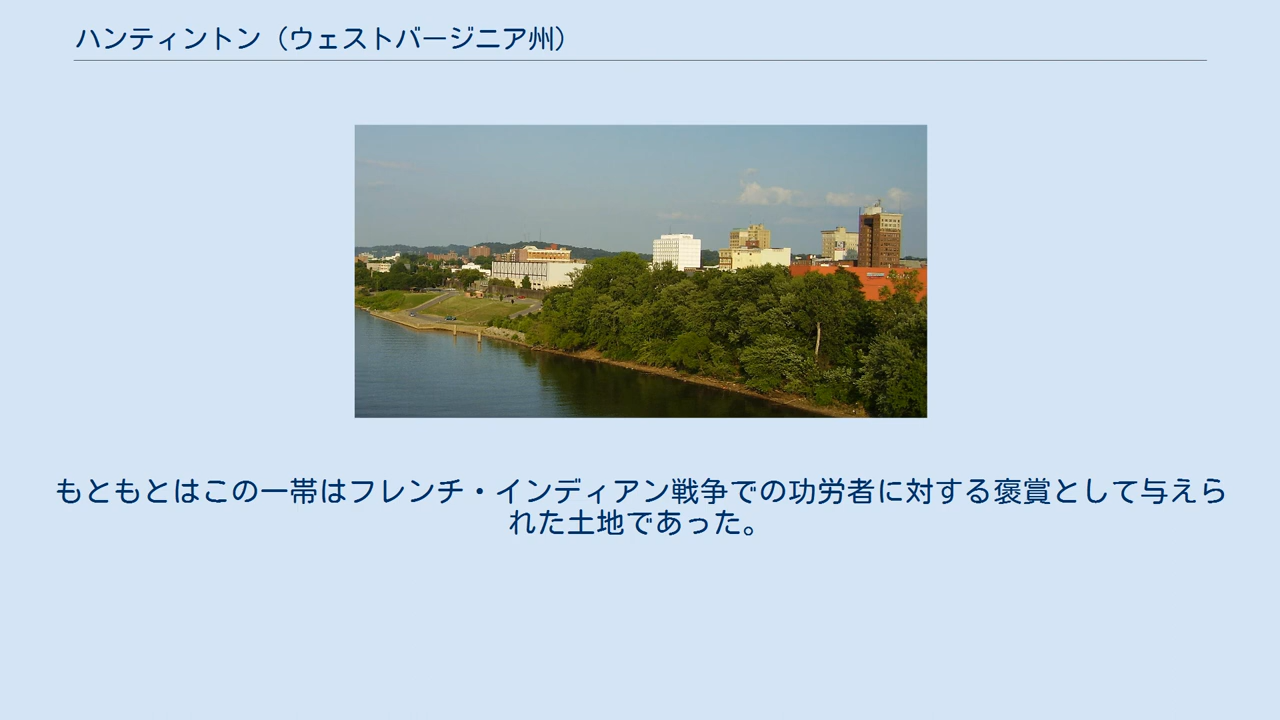 ハンティントン（ウェストバージニア州）
もともとはこの一帯はフレンチ・インディアン戦争での功労者に対する褒賞として与えら
れた土地であった。